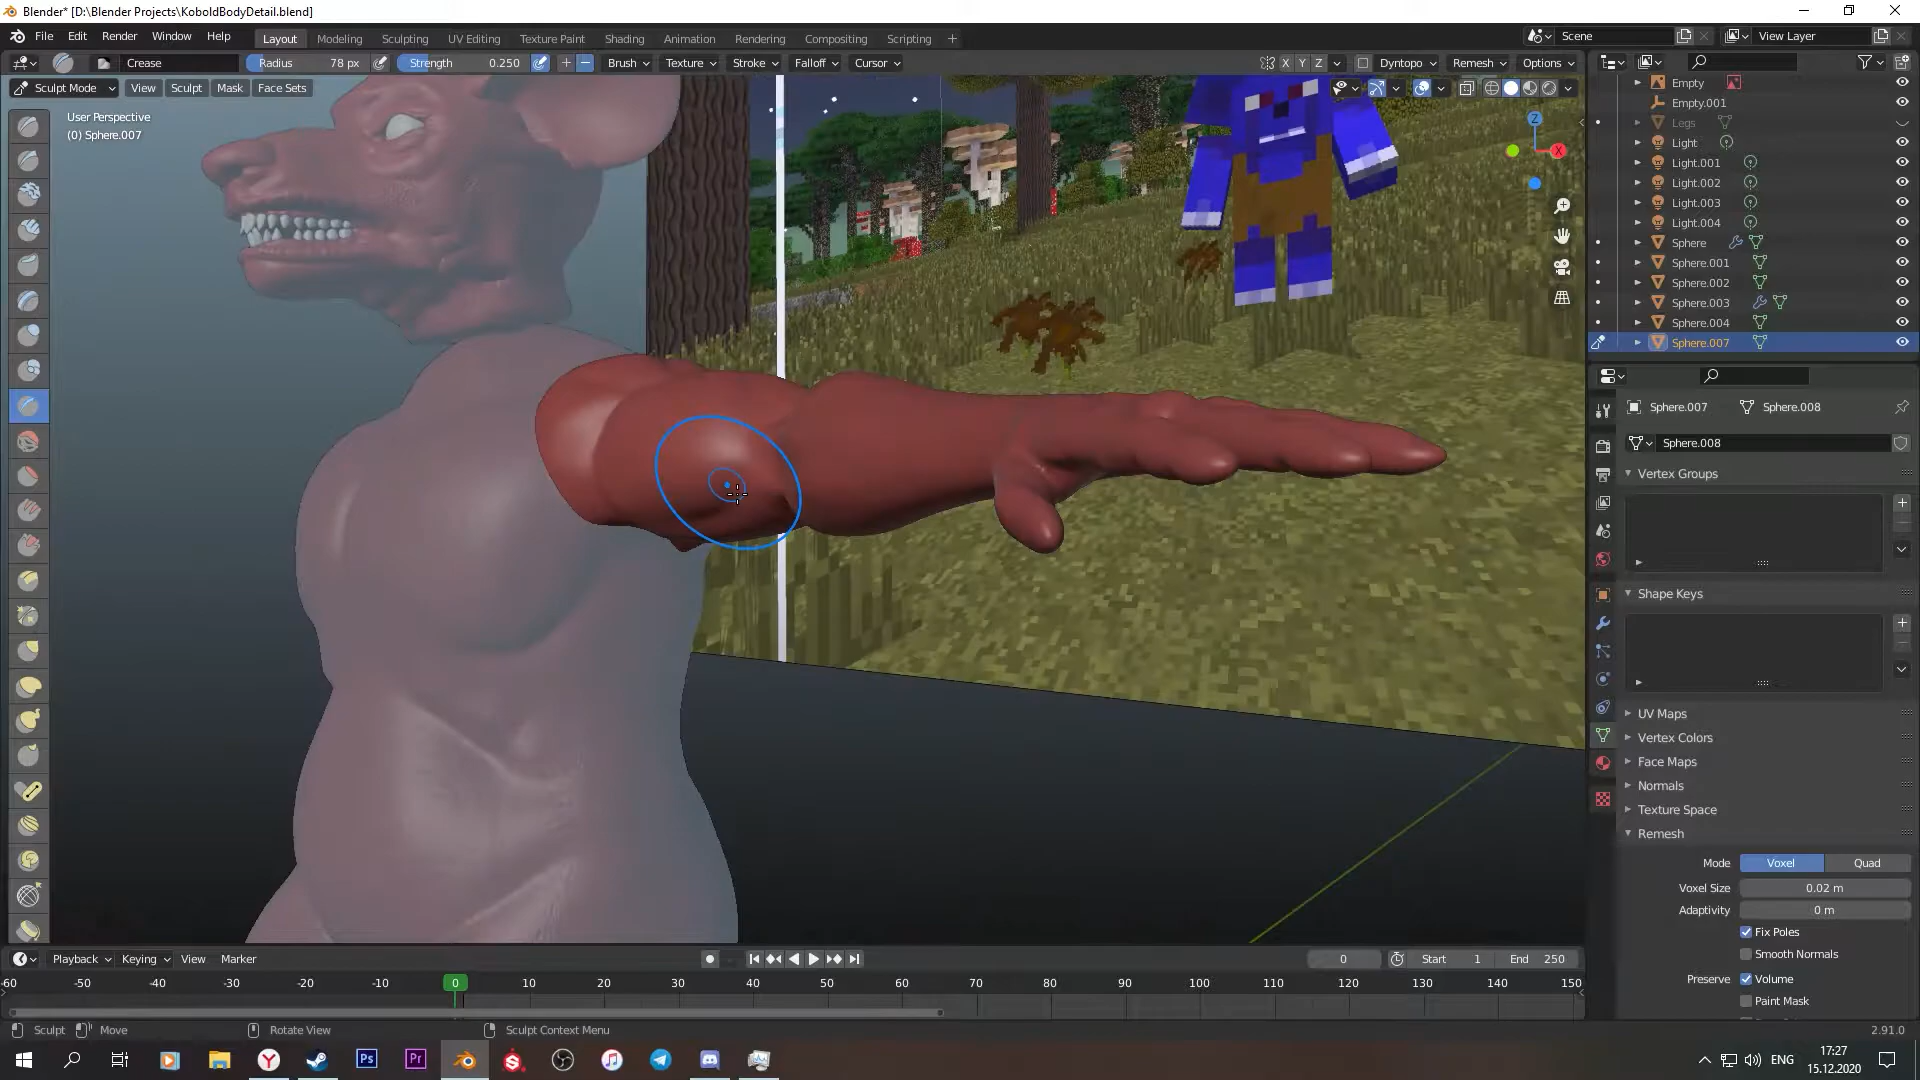 Blender* [D:\Blender Projects\KoboldBodyDetail.blend]
File Edit Render Window Help
Layout Modeling Sculpting UV Editing Texture Paint Shading Animation Rendering Compositing Scripting +
Scene
View Layer
Crease
Radius 78 px
Strength 0.250
Brush Texture Stroke Falloff Cursor
X Y Z
Dyntopo Remesh Options
Sculpt Mode View Sculpt Mask Face Sets
User Perspective
(0) Sphere.007
Z
X
Empty
Empty.001
Legs
Light
Light.001
Light.002
Light.003
Light.004
Sphere
Sphere.001
Sphere.002
Sphere.003
Sphere.004
Sphere.007
Sphere.007 Sphere.008
Sphere.008
Vertex Groups
Shape Keys
UV Maps
Vertex Colors
Face Maps
Normals
Texture Space
Remesh
Mode Voxel Quad
Voxel Size 0.02 m
Adaptivity 0 m
Fix Poles
Smooth Normals
Preserve Volume
Paint Mask
Playback Keying View Marker
0
Start 1
End 250
-60 -50 -40 -30 -20 -10 0 10 20 30 40 50 60 70 80 90 100 110 120 130 140 150
Sculpt Move Rotate View Sculpt Context Menu
2.91.0
Ps
Pr
ENG
17:27
15.12.2020